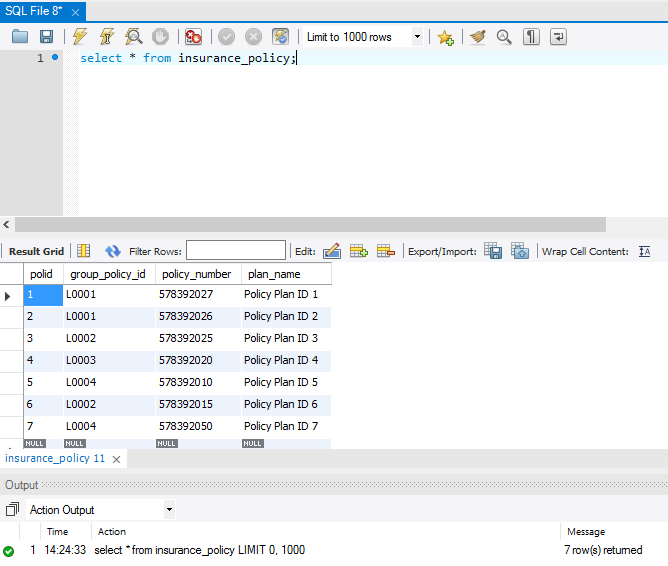 SQL File 8*
Limit to 1000 rows
1 select * from insurance_policy;
Result Grid Filter Rows: Edit: Export/Import: Wrap Cell Content: IA
polid group_policy_id policy_number plan_name
1 L0001 578392027 Policy Plan ID 1
2 L0001 578392026 Policy Plan ID 2
3 L0002 578392025 Policy Plan ID 3
4 L0003 578392020 Policy Plan ID 4
5 L0004 578392010 Policy Plan ID 5
6 L0002 578392015 Policy Plan ID 6
7 L0004 578392050 Policy Plan ID 7
NULL NULL NULL NULL
insurance_policy 11
Output
Action Output
Time Action Message
1 14:24:33 select * from insurance_policy LIMIT 0, 1000 7 row(s) returned